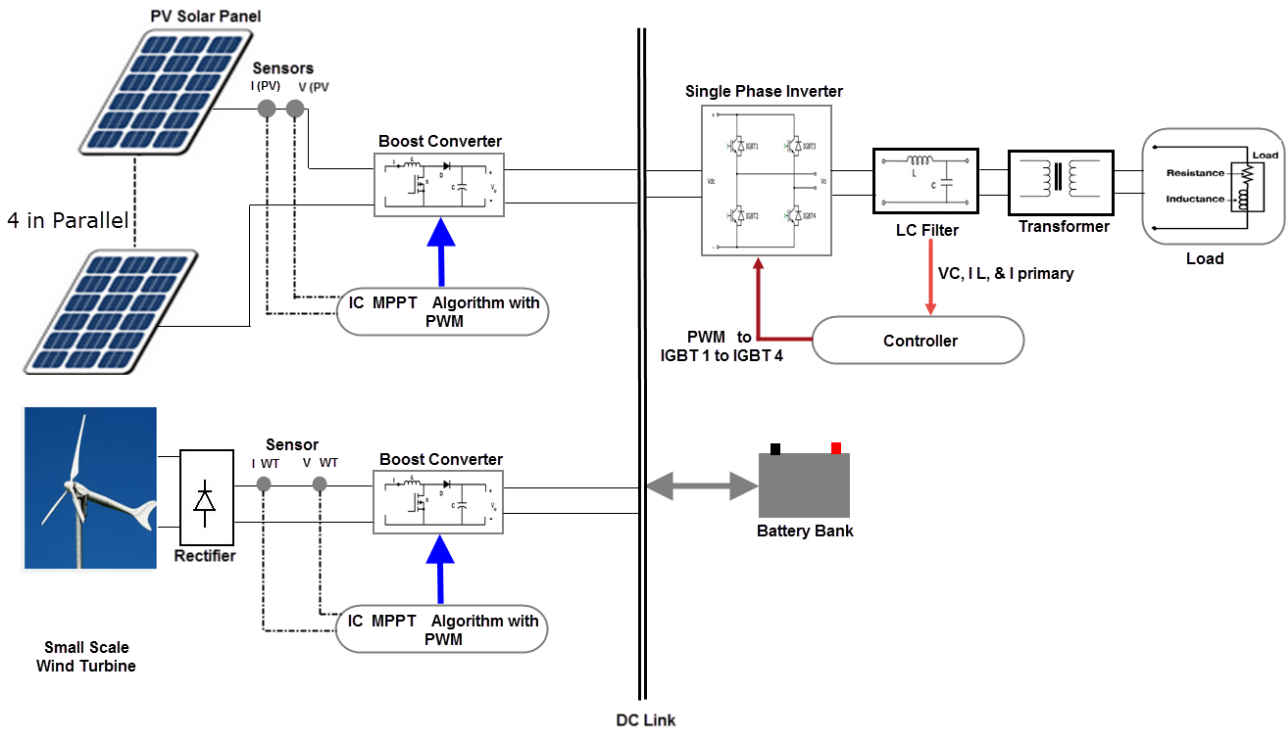 PV Solar Panel
Sensors
I (PV)
V (PV
4 in Parallel
Boost Converter
I
L
S
D
C
+
Vo
-
IC MPPT Algorithm with
PWM
Sensor
I WT
V WT
Rectifier
Boost Converter
I
L
S
D
C
+
Vo
-
IC MPPT Algorithm with
PWM
Small Scale
Wind Turbine
DC Link
Single Phase Inverter
+
IGBT1
IGBT3
Vdc
Vo
IGBT2
IGBT4
-
L
C
LC Filter
Transformer
Load
Resistance
Inductance
Load
VC, I L, & I primary
PWM to
IGBT 1 to IGBT 4
Controller
Battery Bank